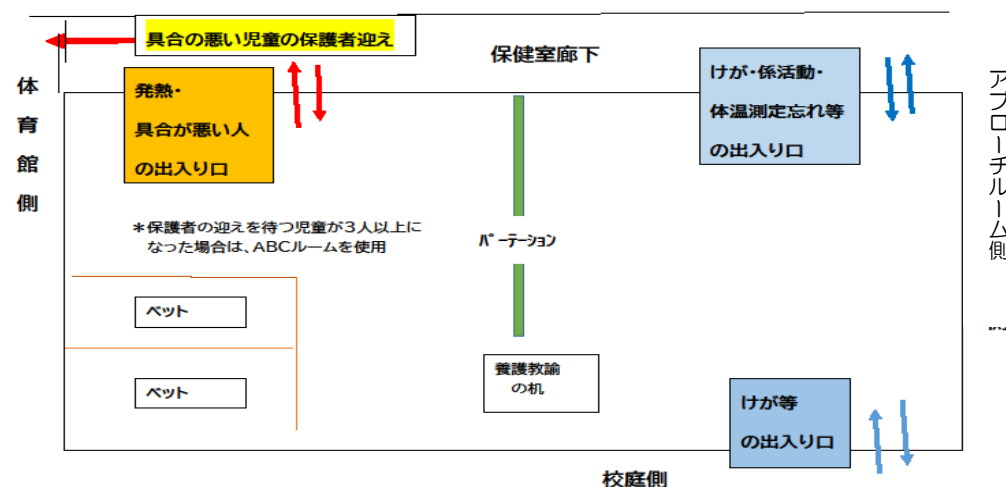 具合の悪い児童の保護者迎え
保健室廊下
体育館側
発熱・
具合が悪い人
の出入り口
けが・係活動・
体温測定忘れ等
の出入り口
アプローチルーム側
＊保護者の迎えを待つ児童が３人以上に
なった場合は、ABCルームを使用
パーテーション
ベット
ベット
養護教諭
の机
けが等
の出入り口
校庭側